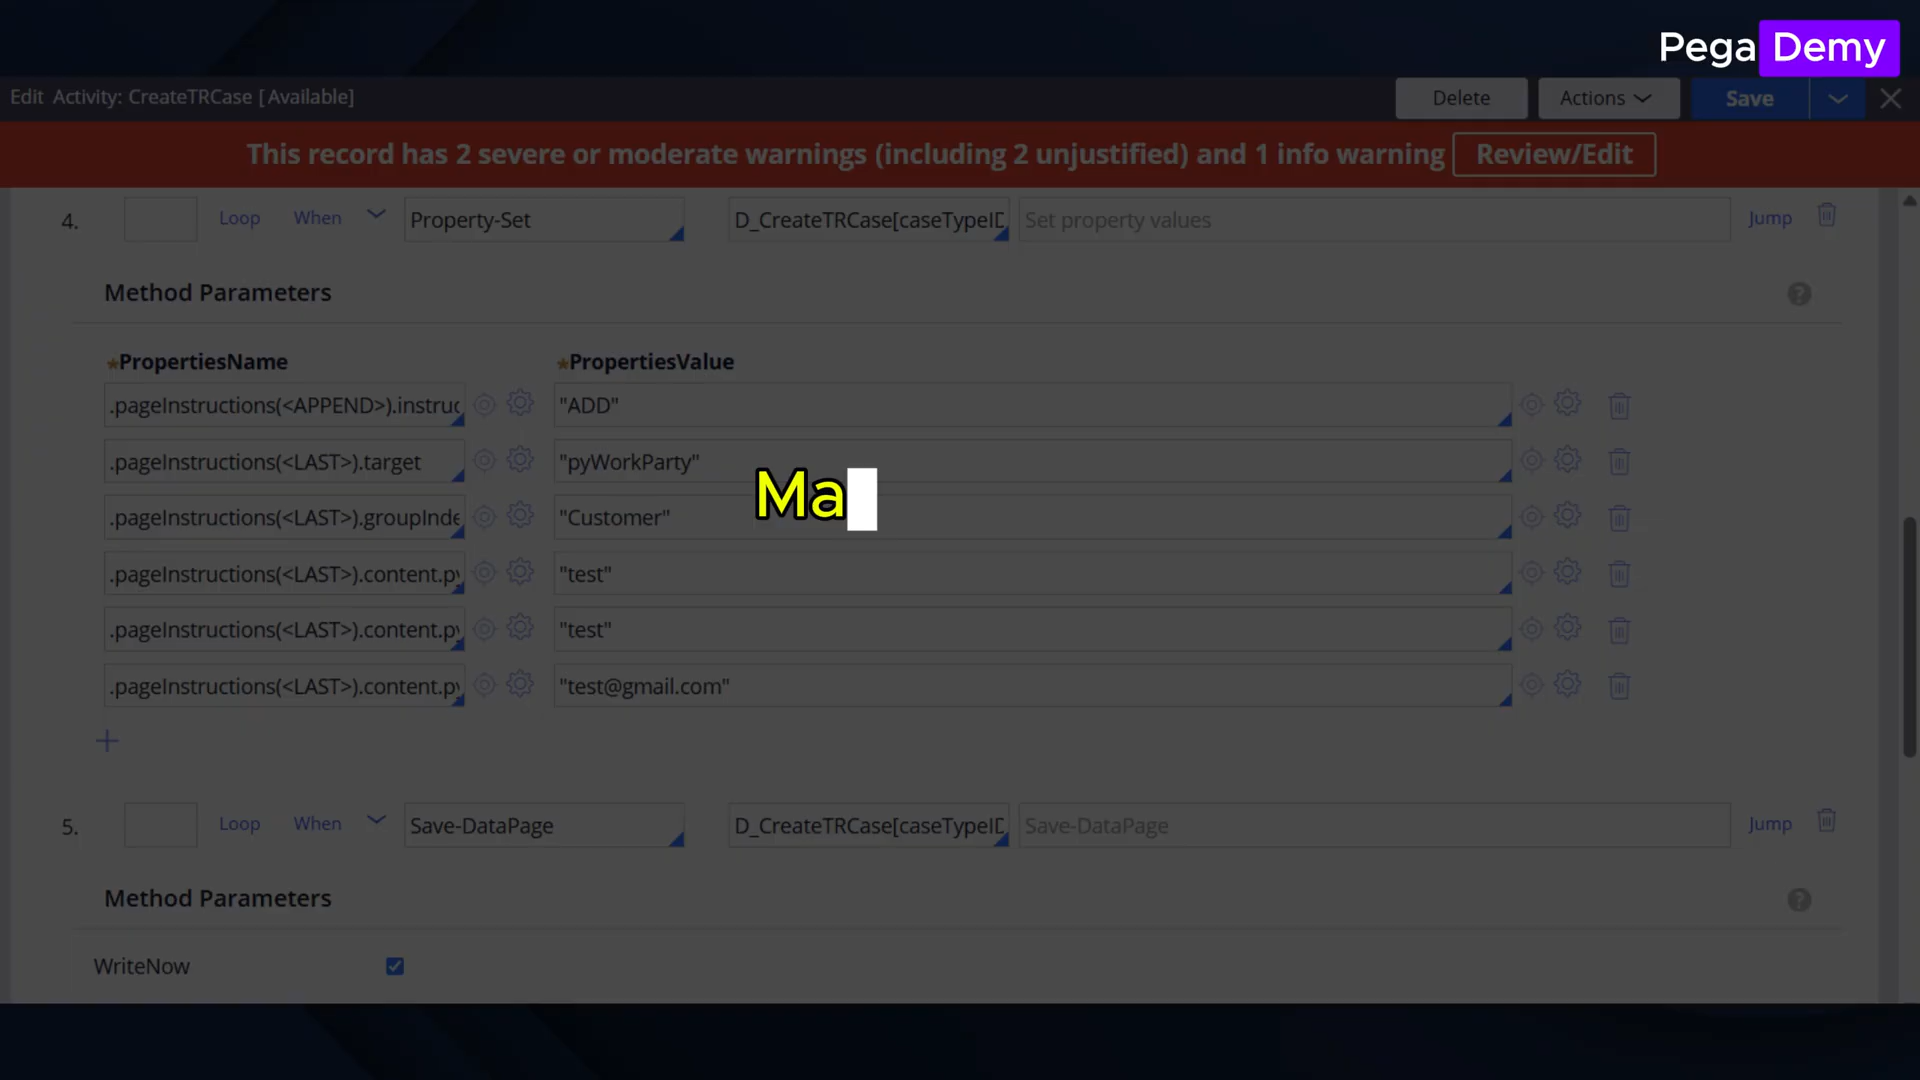 Pega Demy
Edit Activity: CreateTRCase [ Available]
Delete
Actions
Save
This record has 2 severe or moderate warnings (including 2 unjustified) and 1 info warning
Review/Edit
4.
Loop
When
Property-Set
D_CreateTRCase[caseTypeID
Set property values
Jump
Method Parameters
?
★PropertiesName
★PropertiesValue
.pageInstructions(<APPEND>).instruc
"ADD"
.pageInstructions(<LAST>).target
"pyWorkParty"
Ma
.pageInstructions(<LAST>).groupInde
"Customer"
.pageInstructions(<LAST>).content.py
"test"
.pageInstructions(<LAST>).content.py
"test"
.pageInstructions(<LAST>).content.py
"test@gmail.com"
5.
Loop
When
Save-DataPage
D_CreateTRCase[caseTypeID
Save-DataPage
Jump
Method Parameters
?
WriteNow